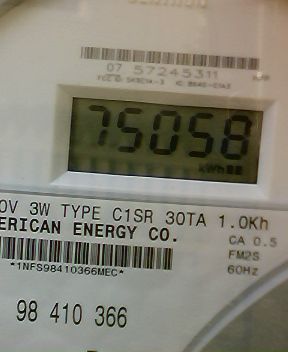 CENTRON
07 57245311
75058
kWh
0V 3W TYPE C1SR 30TA 1.0Kh
ERICAN ENERGY CO.
CA 0.5
*1NFS98410366MEC*
FM2S
60Hz
98 410 366